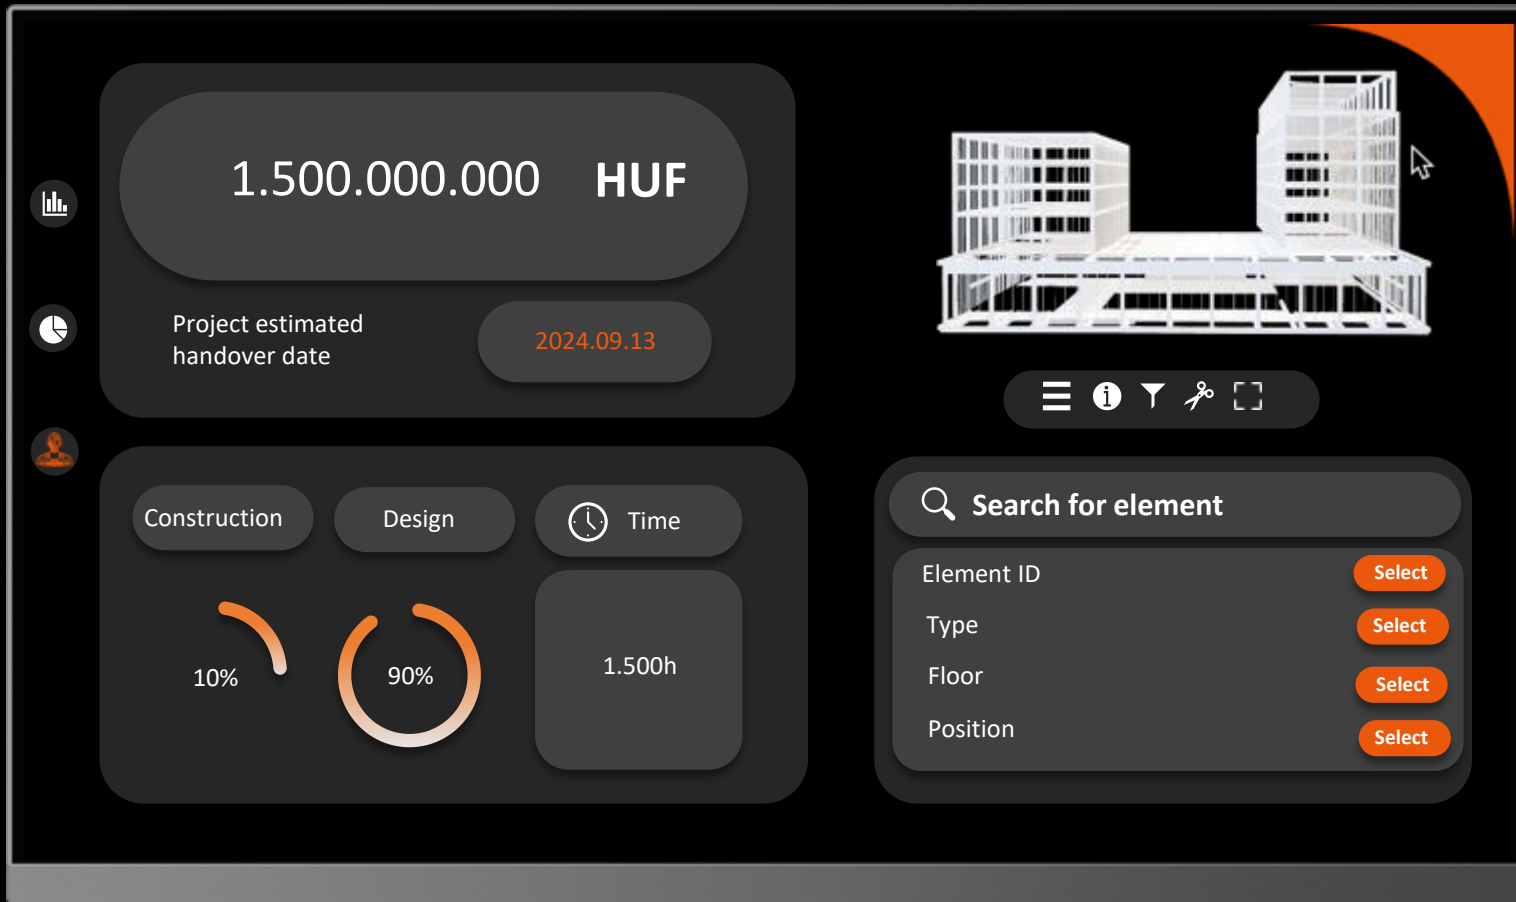 1.500.000.000 HUF
Project estimated
handover date
2024.09.13
Construction
Design
Time
10%
90%
1.500h
Search for element
Element ID Select
Type Select
Floor Select
Position Select